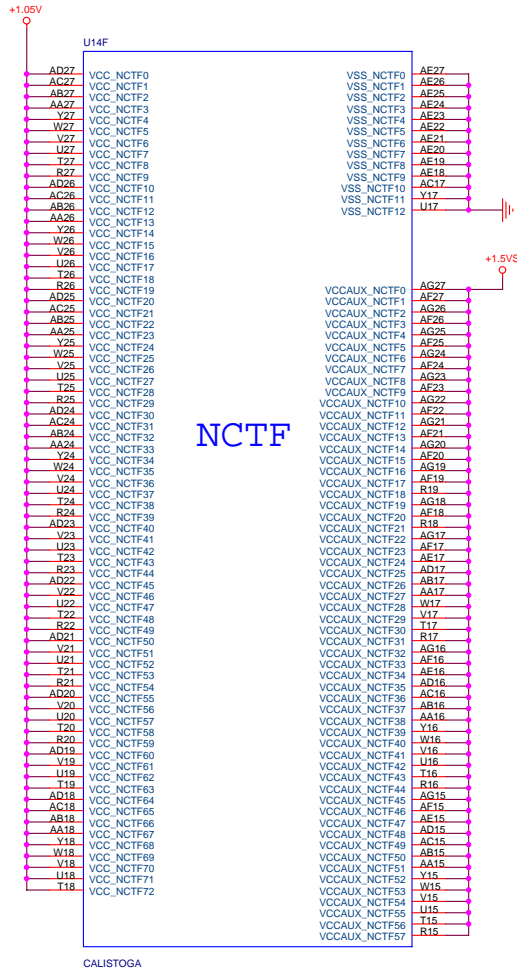 +1.05V
U14F
AD27 VCC_NCTF0
AC27 VCC_NCTF1
AB27 VCC_NCTF2
AA27 VCC_NCTF3
Y27 VCC_NCTF4
W27 VCC_NCTF5
V27 VCC_NCTF6
U27 VCC_NCTF7
T27 VCC_NCTF8
R27 VCC_NCTF9
AD26 VCC_NCTF10
AC26 VCC_NCTF11
AB26 VCC_NCTF12
AA26 VCC_NCTF13
Y26 VCC_NCTF14
W26 VCC_NCTF15
V26 VCC_NCTF16
U26 VCC_NCTF17
T26 VCC_NCTF18
R26 VCC_NCTF19
AD25 VCC_NCTF20
AC25 VCC_NCTF21
AB25 VCC_NCTF22
AA25 VCC_NCTF23
Y25 VCC_NCTF24
W25 VCC_NCTF25
V25 VCC_NCTF26
U25 VCC_NCTF27
T25 VCC_NCTF28
R25 VCC_NCTF29
AD24 VCC_NCTF30
AC24 VCC_NCTF31
AB24 VCC_NCTF32
AA24 VCC_NCTF33
Y24 VCC_NCTF34
W24 VCC_NCTF35
V24 VCC_NCTF36
U24 VCC_NCTF37
T24 VCC_NCTF38
R24 VCC_NCTF39
AD23 VCC_NCTF40
V23 VCC_NCTF41
U23 VCC_NCTF42
T23 VCC_NCTF43
R23 VCC_NCTF44
AD22 VCC_NCTF45
V22 VCC_NCTF46
U22 VCC_NCTF47
T22 VCC_NCTF48
R22 VCC_NCTF49
AD21 VCC_NCTF50
V21 VCC_NCTF51
U21 VCC_NCTF52
T21 VCC_NCTF53
R21 VCC_NCTF54
AD20 VCC_NCTF55
V20 VCC_NCTF56
U20 VCC_NCTF57
T20 VCC_NCTF58
R20 VCC_NCTF59
AD19 VCC_NCTF60
V19 VCC_NCTF61
U19 VCC_NCTF62
T19 VCC_NCTF63
AD18 VCC_NCTF64
AC18 VCC_NCTF65
AB18 VCC_NCTF66
AA18 VCC_NCTF67
Y18 VCC_NCTF68
W18 VCC_NCTF69
V18 VCC_NCTF70
U18 VCC_NCTF71
T18 VCC_NCTF72
NCTF
VSS_NCTF0 AE27
VSS_NCTF1 AE26
VSS_NCTF2 AE25
VSS_NCTF3 AE24
VSS_NCTF4 AE23
VSS_NCTF5 AE22
VSS_NCTF6 AE21
VSS_NCTF7 AE20
VSS_NCTF8 AE19
VSS_NCTF9 AE18
VSS_NCTF10 AC17
VSS_NCTF11 Y17
VSS_NCTF12 U17
+1.5VS
VCCAUX_NCTF0 AG27
VCCAUX_NCTF1 AF27
VCCAUX_NCTF2 AG26
VCCAUX_NCTF3 AF26
VCCAUX_NCTF4 AG25
VCCAUX_NCTF5 AF25
VCCAUX_NCTF6 AG24
VCCAUX_NCTF7 AF24
VCCAUX_NCTF8 AG23
VCCAUX_NCTF9 AF23
VCCAUX_NCTF10 AG22
VCCAUX_NCTF11 AF22
VCCAUX_NCTF12 AG21
VCCAUX_NCTF13 AF21
VCCAUX_NCTF14 AG20
VCCAUX_NCTF15 AF20
VCCAUX_NCTF16 AG19
VCCAUX_NCTF17 AF19
VCCAUX_NCTF18 R19
VCCAUX_NCTF19 AG18
VCCAUX_NCTF20 AF18
VCCAUX_NCTF21 R18
VCCAUX_NCTF22 AG17
VCCAUX_NCTF23 AF17
VCCAUX_NCTF24 AE17
VCCAUX_NCTF25 AD17
VCCAUX_NCTF26 AB17
VCCAUX_NCTF27 AA17
VCCAUX_NCTF28 W17
VCCAUX_NCTF29 V17
VCCAUX_NCTF30 T17
VCCAUX_NCTF31 R17
VCCAUX_NCTF32 AG16
VCCAUX_NCTF33 AF16
VCCAUX_NCTF34 AE16
VCCAUX_NCTF35 AD16
VCCAUX_NCTF36 AC16
VCCAUX_NCTF37 AB16
VCCAUX_NCTF38 AA16
VCCAUX_NCTF39 Y16
VCCAUX_NCTF40 W16
VCCAUX_NCTF41 V16
VCCAUX_NCTF42 U16
VCCAUX_NCTF43 T16
VCCAUX_NCTF44 R16
VCCAUX_NCTF45 AG15
VCCAUX_NCTF46 AF15
VCCAUX_NCTF47 AE15
VCCAUX_NCTF48 AD15
VCCAUX_NCTF49 AC15
VCCAUX_NCTF50 AB15
VCCAUX_NCTF51 AA15
VCCAUX_NCTF52 Y15
VCCAUX_NCTF53 W15
VCCAUX_NCTF54 V15
VCCAUX_NCTF55 U15
VCCAUX_NCTF56 T15
VCCAUX_NCTF57 R15
CALISTOGA